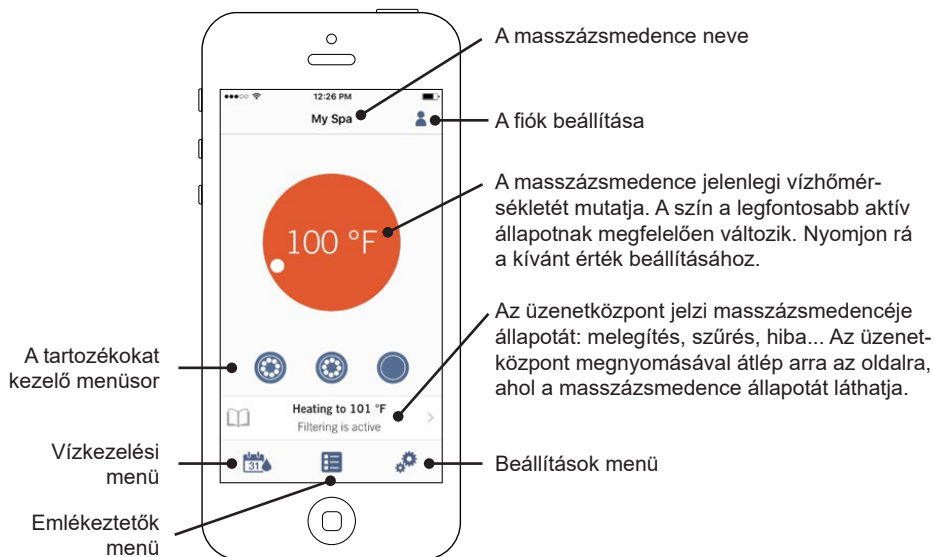 A masszázsmedence neve
12:26 PM
My Spa
A fiók beállítása
A masszázsmedence jelenlegi vízhőmér-
sékletét mutatja. A szín a legfontosabb aktív
állapotnak megfelelően változik. Nyomjon rá
a kívánt érték beállításához.
100 °F
Az üzenetközpont jelzi masszázsmedencéje
állapotát: melegítés, szűrés, hiba... Az üzenet-
központ megnyomásával átlép arra az oldalra,
ahol a masszázsmedence állapotát láthatja.
A tartozékokat
kezelő menüsor
Heating to 101 °F
Filtering is active
Vízkezelési
menü
31
Beállítások menü
Emlékeztetők
menü